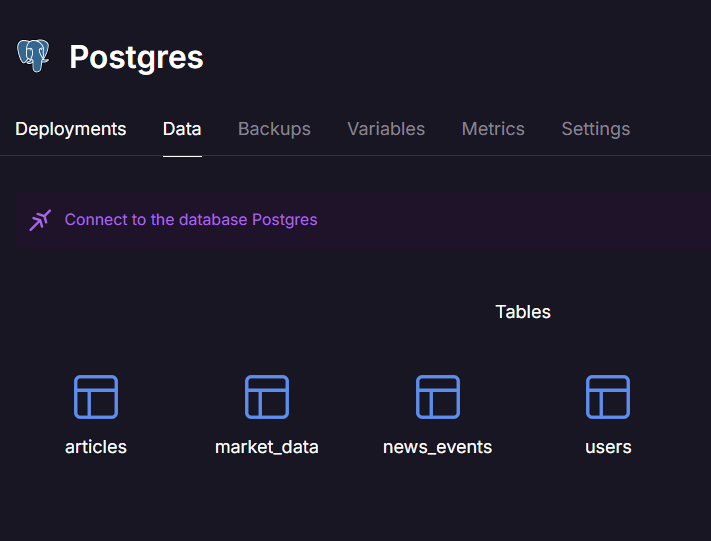 Postgres
Deployments Data Backups Variables Metrics Settings
Connect to the database Postgres
Tables
articles market_data news_events users